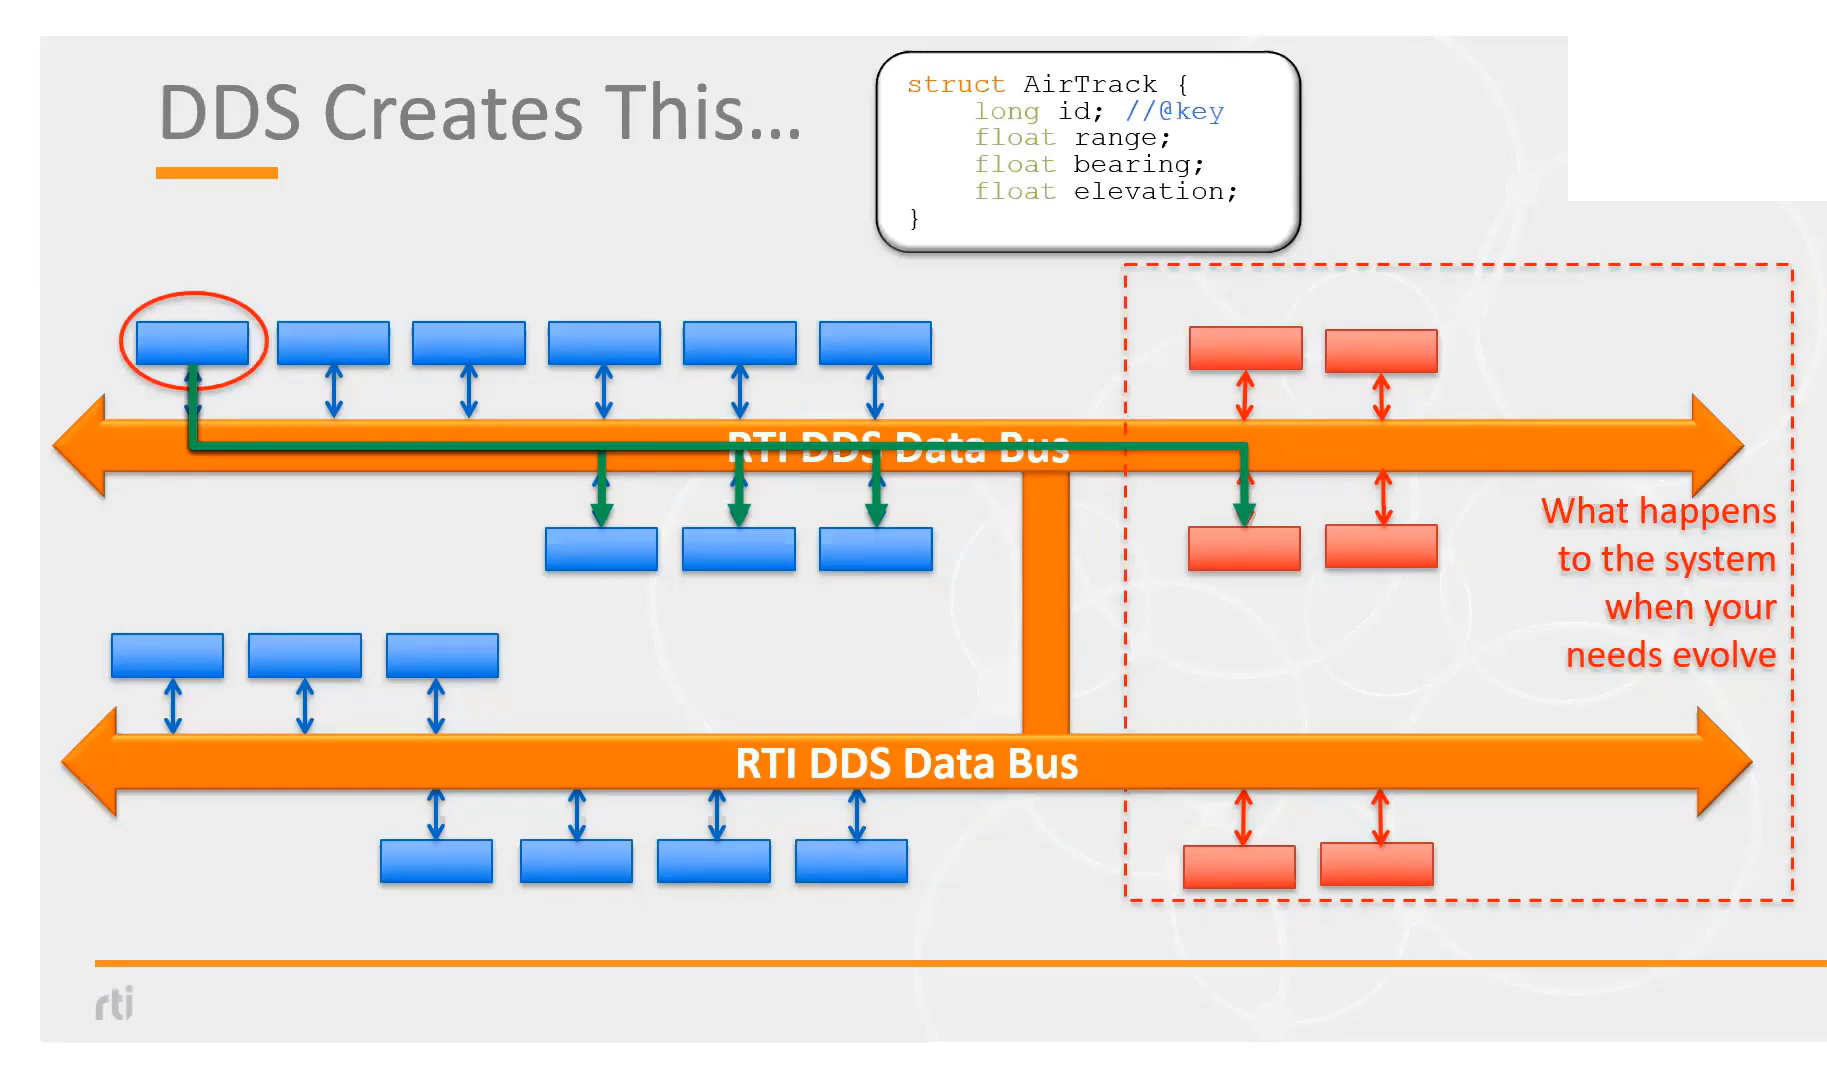 DDS Creates This...
struct AirTrack {
long id; //@key
float range;
float bearing;
float elevation;
}
RTI DDS Data Bus
What happens
to the system
when your
needs evolve
RTI DDS Data Bus
rti